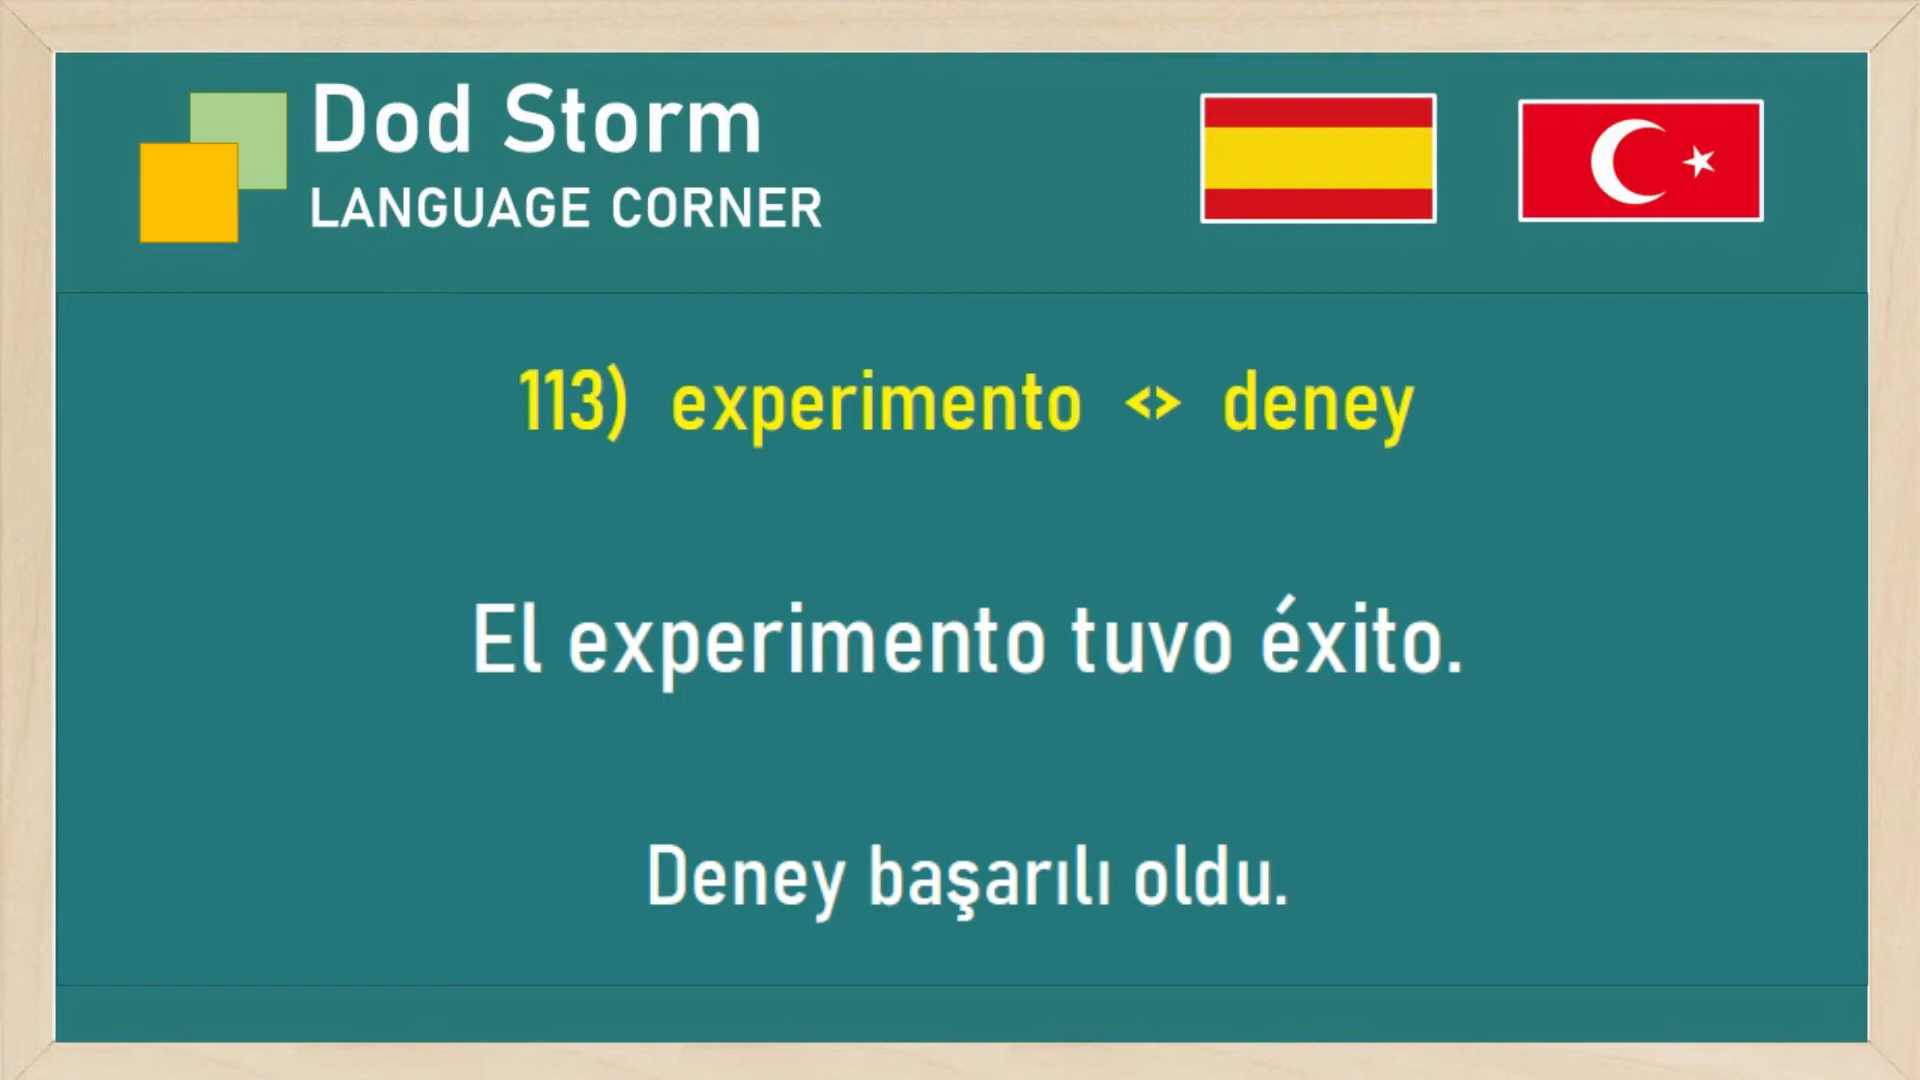 Dod Storm
LANGUAGE CORNER
113) experimento <> deney
El experimento tuvo éxito.
Deney başarılı oldu.